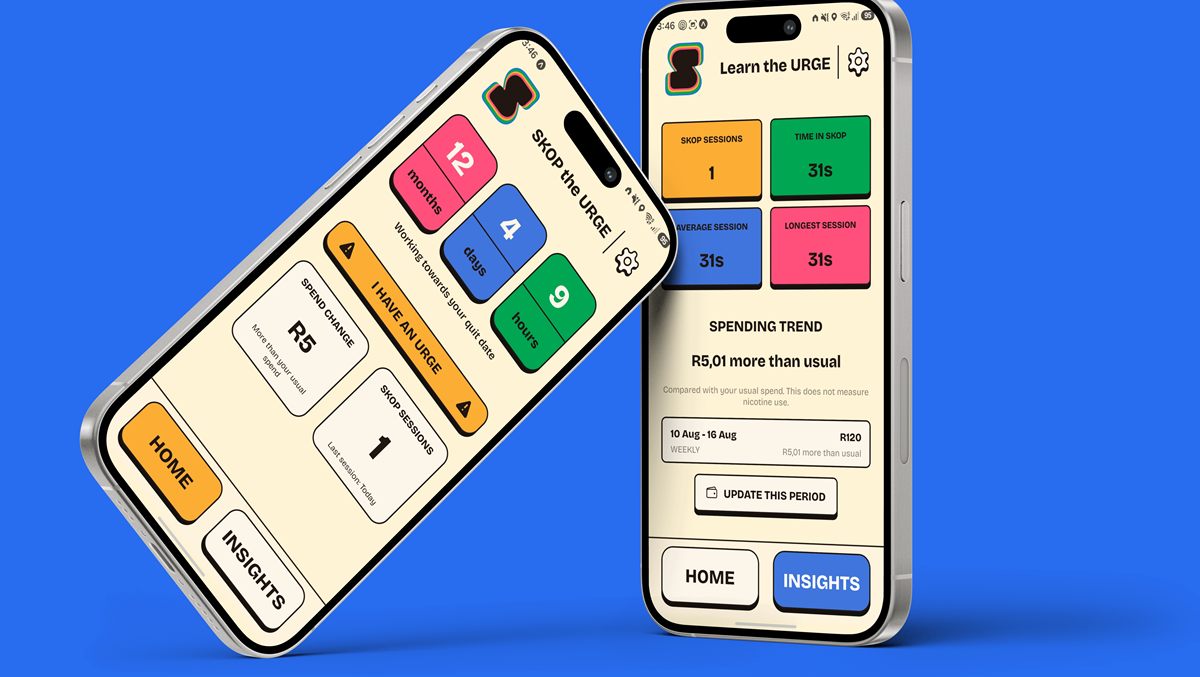 3:46
SKOP the URGE
12
months
4
days
9
hours
Working towards your quit date
I HAVE AN URGE
SPEND CHANGE
R5
More than your usual
spend
SKOP SESSIONS
1
Last session: Today
HOME
INSIGHTS
3:46
95
Learn the URGE
SKOP SESSIONS
1
TIME IN SKOP
31s
AVERAGE SESSION
31s
LONGEST SESSION
31s
SPENDING TREND
R5,01 more than usual
Compared with your usual spend. This does not measure
nicotine use.
10 Aug - 16 Aug
R120
WEEKLY
R5,01 more than usual
UPDATE THIS PERIOD
HOME
INSIGHTS